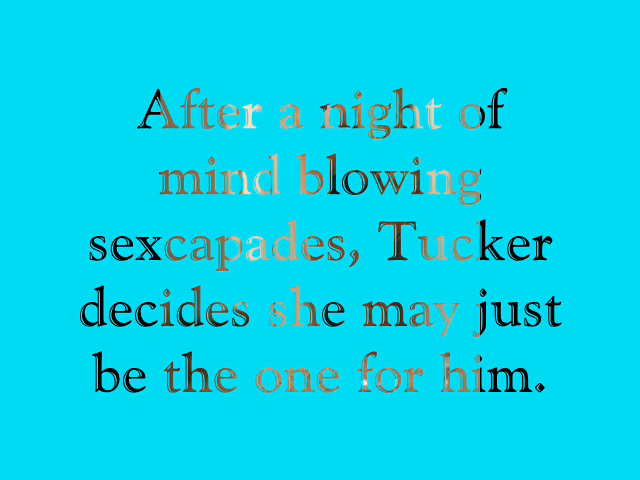 After a night of
mind blowing
sexcapades, Tucker
decides she may just
be the one for him.